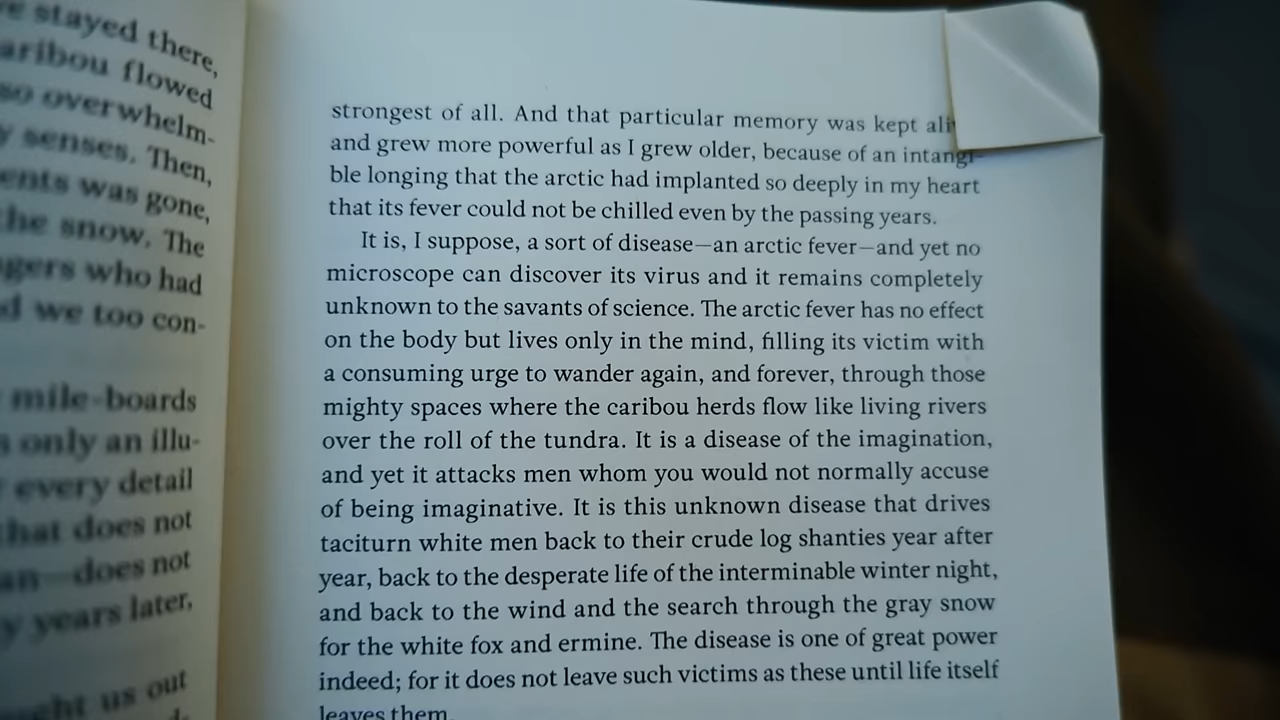 e stayed there,
aribou flowed
so overwhelm-
y senses. Then,
ents was gone,
he snow. The
gers who had
d we too con-
mile-boards
s only an illu-
every detail
that does not
an—does not
y years later,
ght us out
strongest of all. And that particular memory was kept ali
and grew more powerful as I grew older, because of an intangi-
ble longing that the arctic had implanted so deeply in my heart
that its fever could not be chilled even by the passing years.
It is, I suppose, a sort of disease—an arctic fever—and yet no
microscope can discover its virus and it remains completely
unknown to the savants of science. The arctic fever has no effect
on the body but lives only in the mind, filling its victim with
a consuming urge to wander again, and forever, through those
mighty spaces where the caribou herds flow like living rivers
over the roll of the tundra. It is a disease of the imagination,
and yet it attacks men whom you would not normally accuse
of being imaginative. It is this unknown disease that drives
taciturn white men back to their crude log shanties year after
year, back to the desperate life of the interminable winter night,
and back to the wind and the search through the gray snow
for the white fox and ermine. The disease is one of great power
indeed; for it does not leave such victims as these until life itself
leaves them.